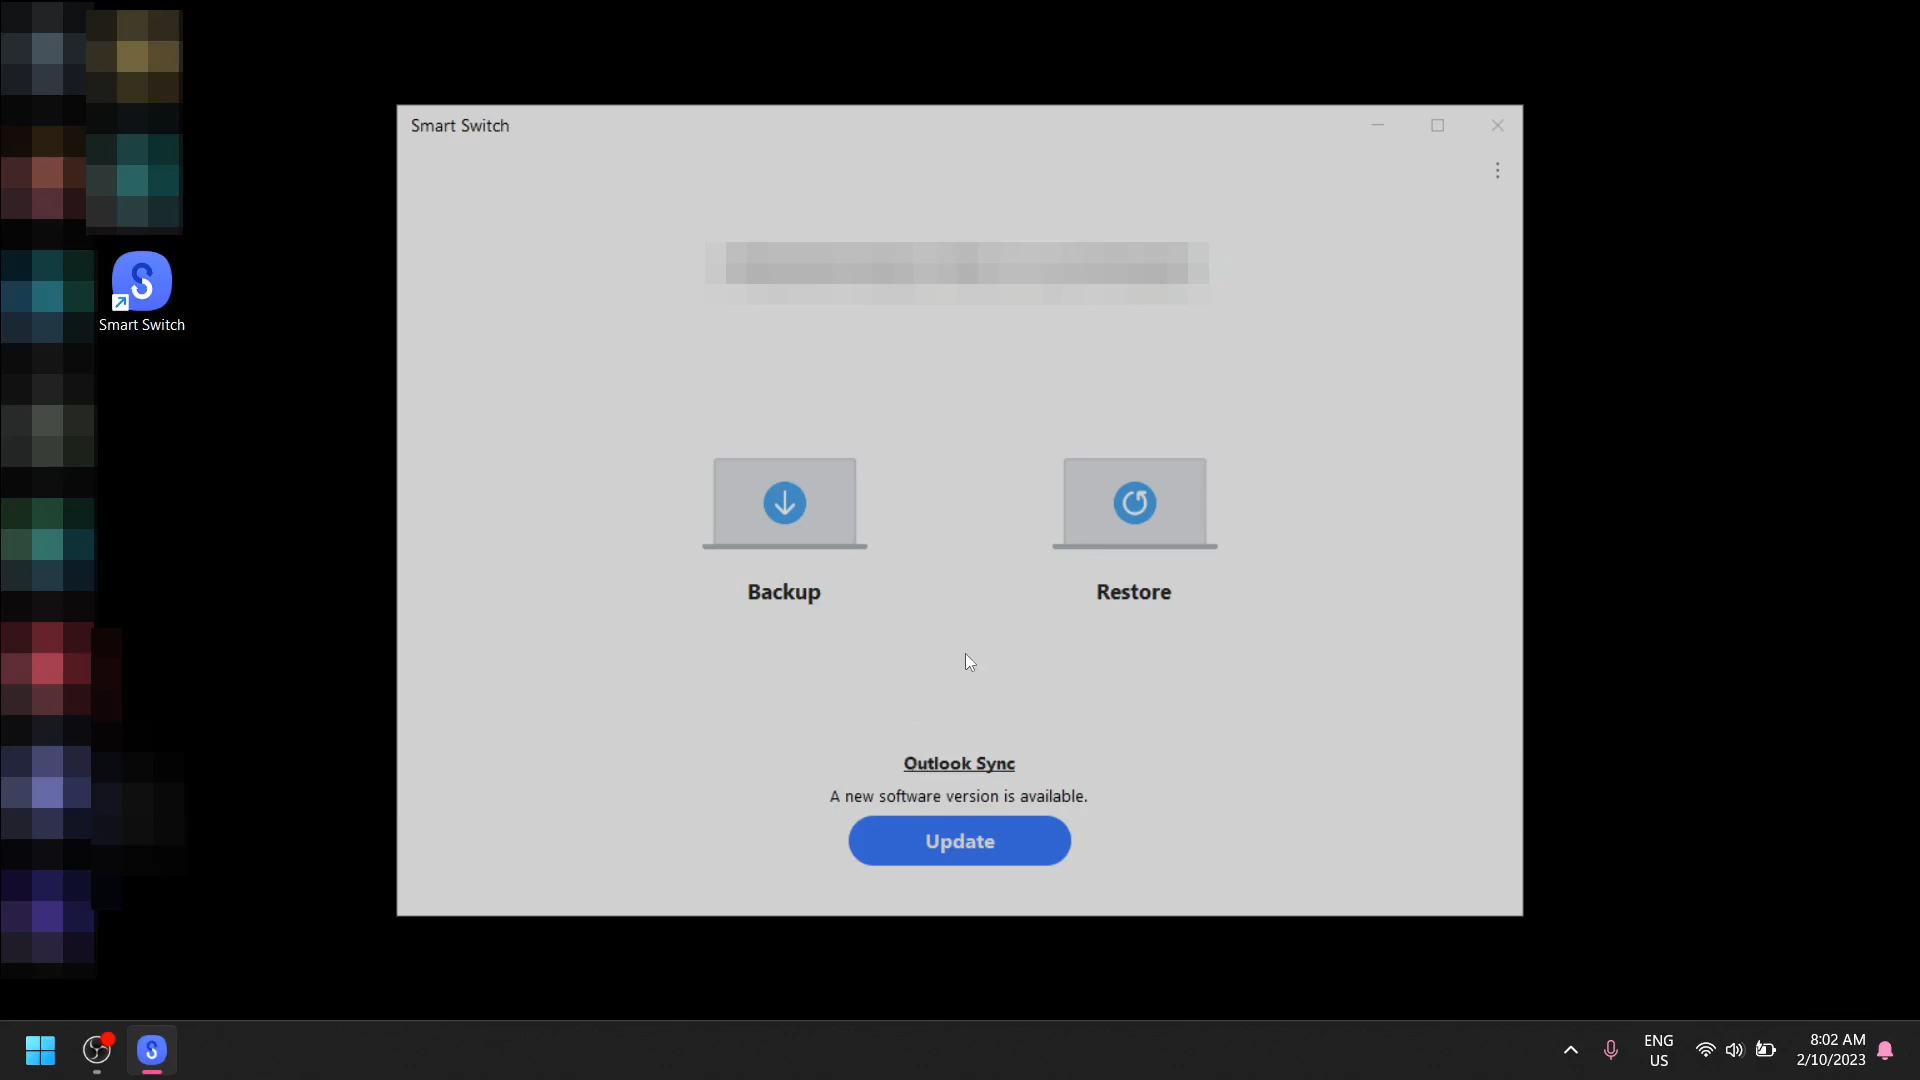 Smart Switch
Smart Switch
Backup
Restore
Outlook Sync
A new software version is available.
Update
ENG
US
8:02 AM
2/10/2023